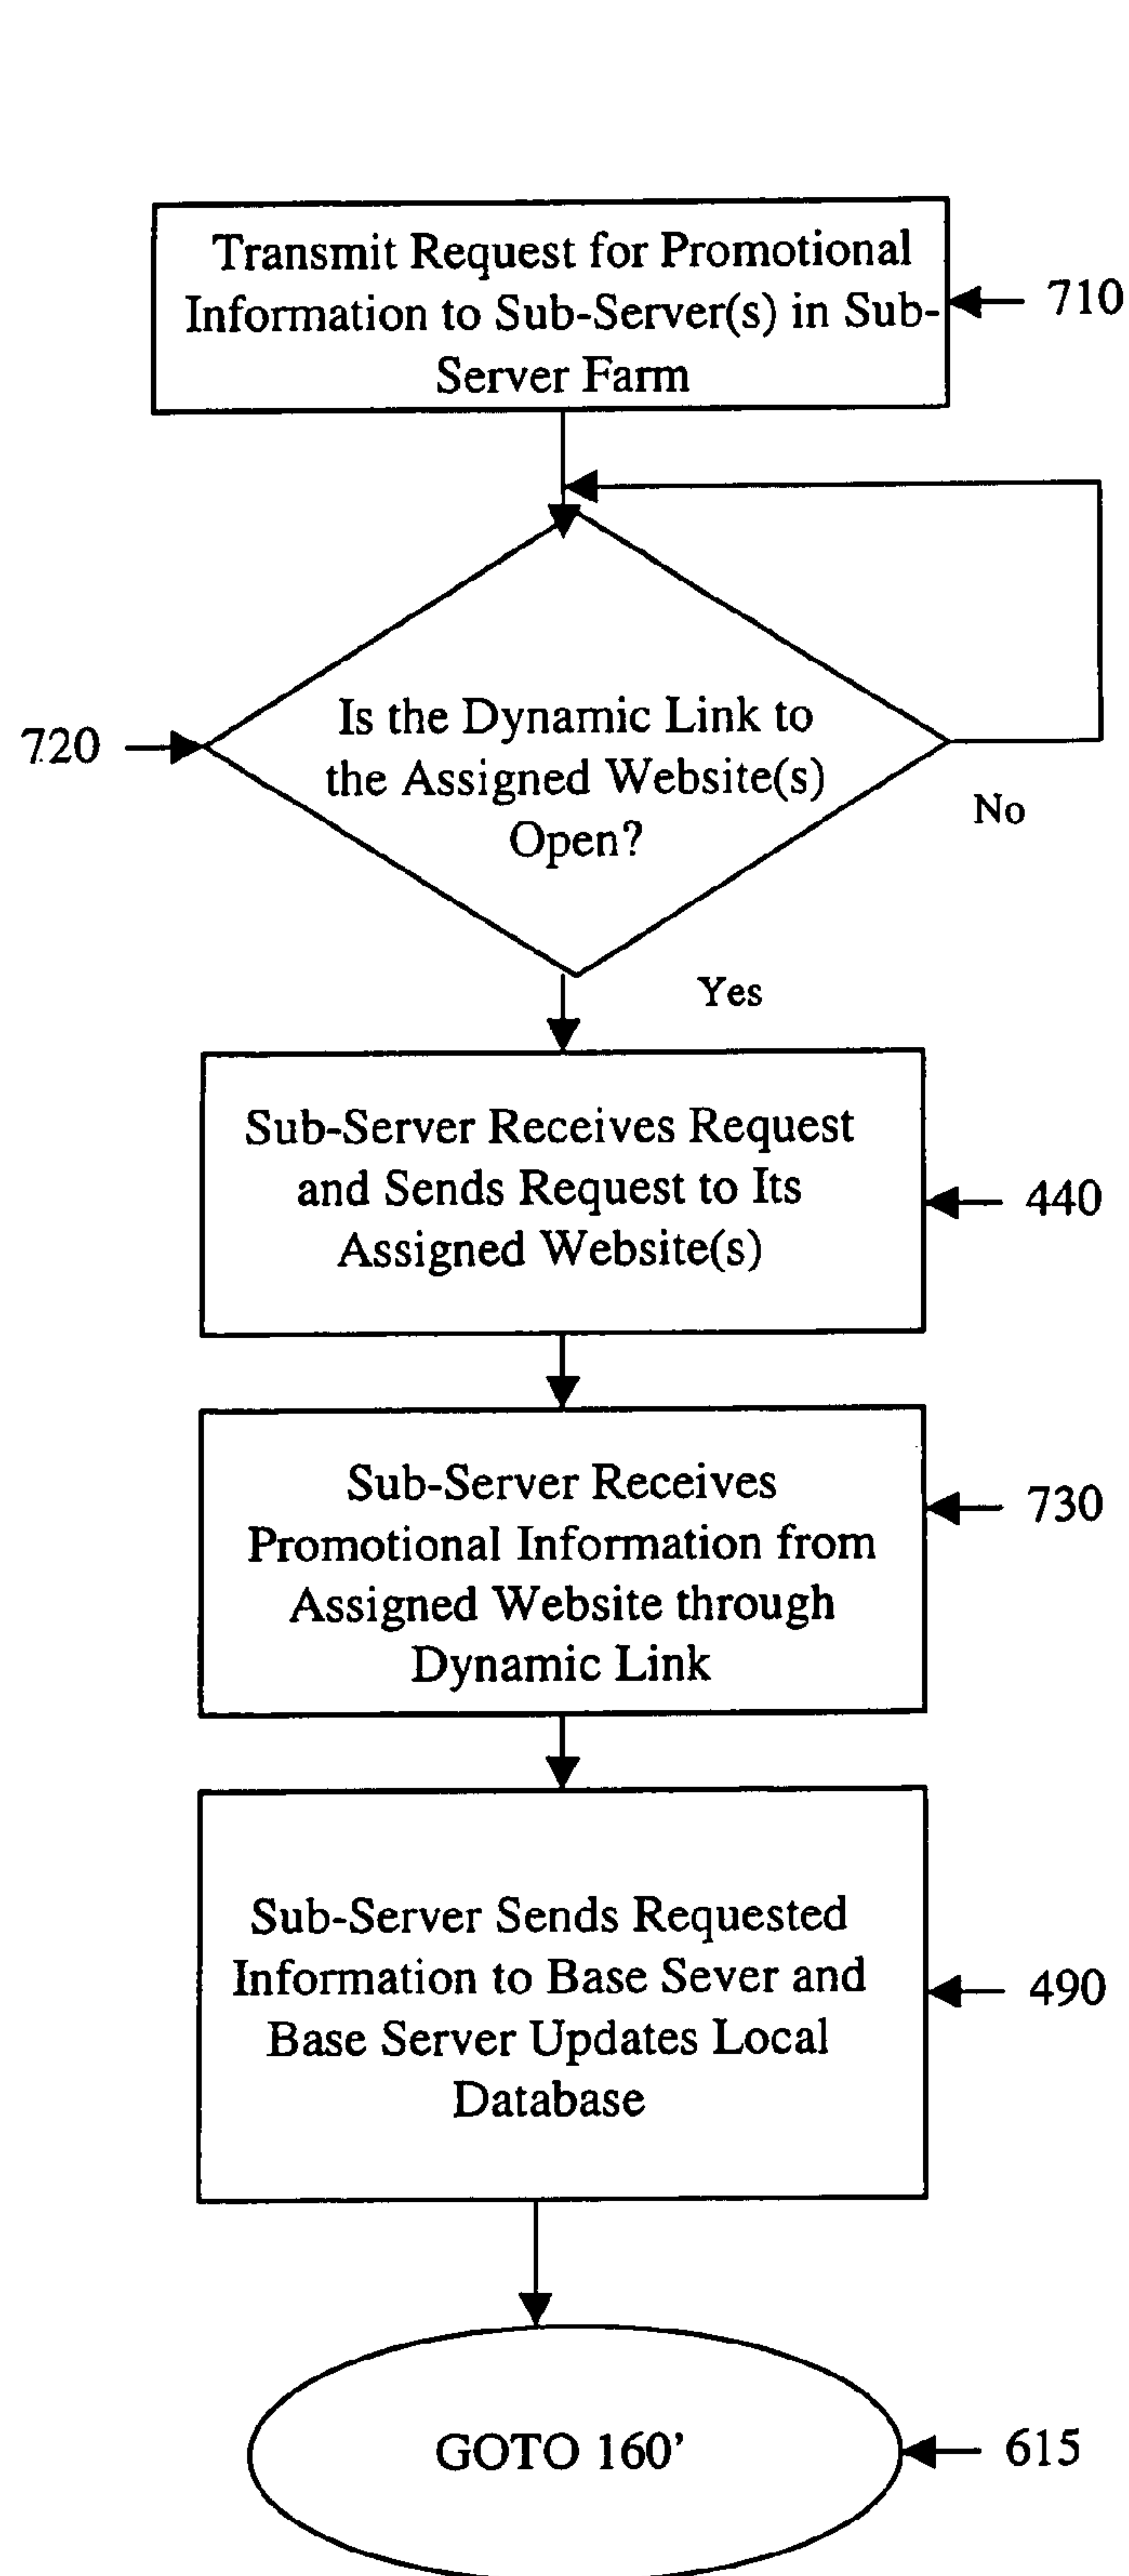 Transmit Request for Promotional
Information to Sub-Server(s) in Sub-
Server Farm
710
Is the Dynamic Link to
the Assigned Website(s)
Open?
720
No
Yes
Sub-Server Receives Request
and Sends Request to Its
Assigned Website(s)
440
Sub-Server Receives
Promotional Information from
Assigned Website through
Dynamic Link
730
Sub-Server Sends Requested
Information to Base Sever and
Base Server Updates Local
Database
490
GOTO 160'
615